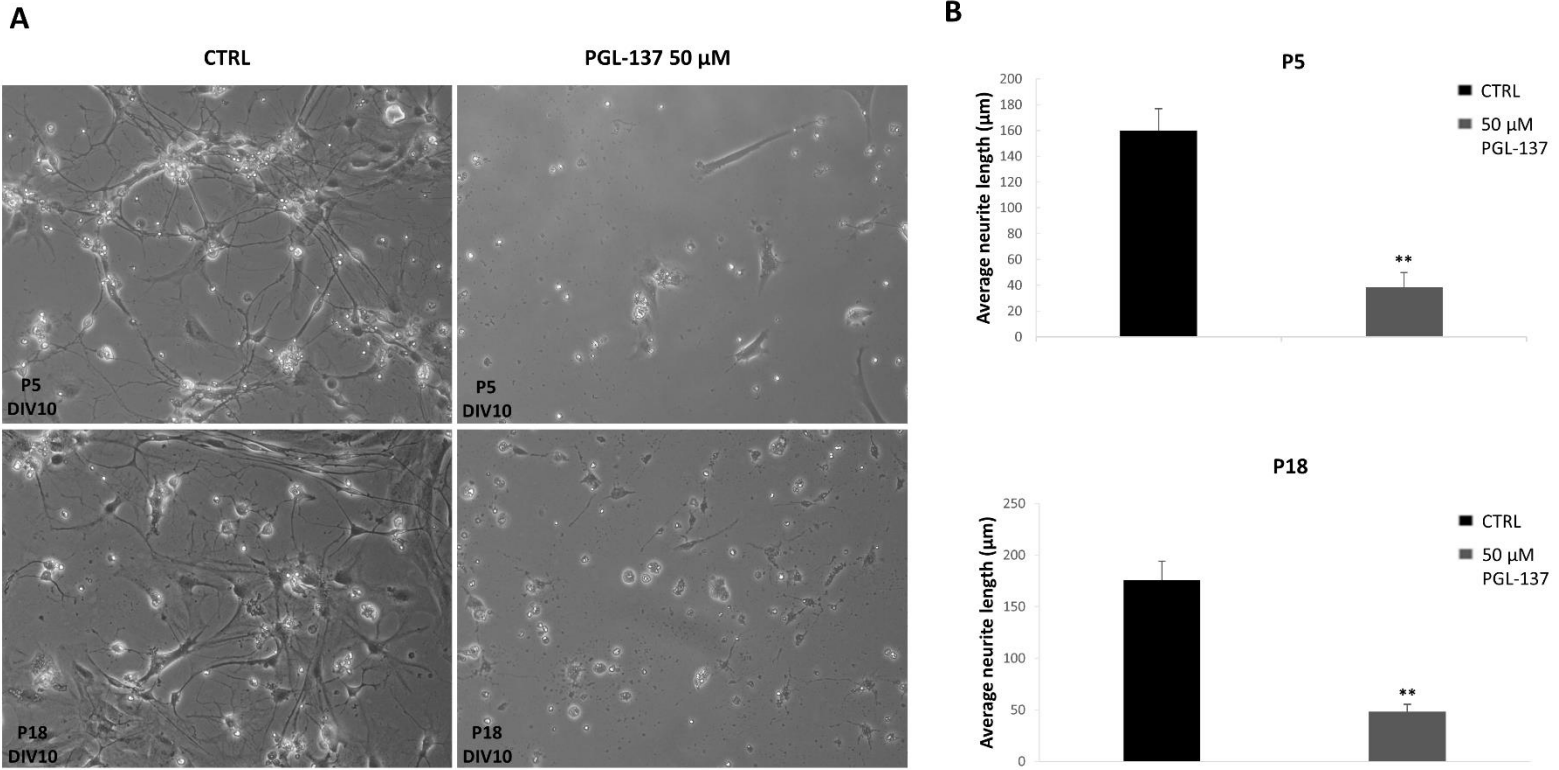 A
CTRL
PGL-137 50 µM
P5
DIV10
P5
DIV10
P18
DIV10
P18
DIV10
B
P5
Average neurite length (µm)
200
180
160
140
120
100
80
60
40
20
0
**
CTRL
50 µM
PGL-137
P18
Average neurite length (µm)
250
200
150
100
50
0
**
CTRL
50 µM
PGL-137